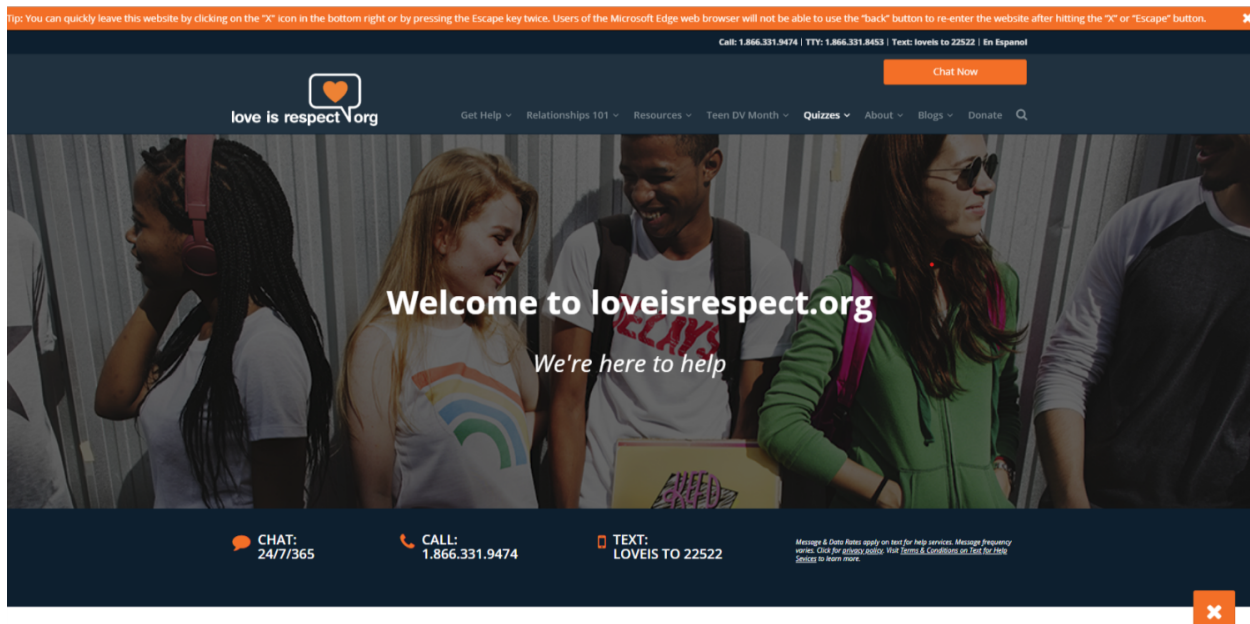 Tip: You can quickly leave this website by clicking on the "X" icon in the bottom right or by pressing the Escape key twice. Users of the Microsoft Edge web browser will not be able to use the "back" button to re-enter the website after hitting the "X" or "Escape" button.
Call: 1.866.331.9474 | TTY: 1.866.331.8453 | Text: loveis to 22522 | En Espanol
Chat Now
love is respect org
Get Help Relationships 101 Resources Teen DV Month Quizzes About Blogs Donate
Welcome to loveisrespect.org
DECAYS
We're here to help
CHAT:
24/7/365
CALL:
1.866.331.9474
TEXT:
LOVEIS TO 22522
Message & Data Rates apply on text for help services. Message frequency
varies. Click for privacy policy. Visit Terms & Conditions on Text for Help
Sevices to learn more.